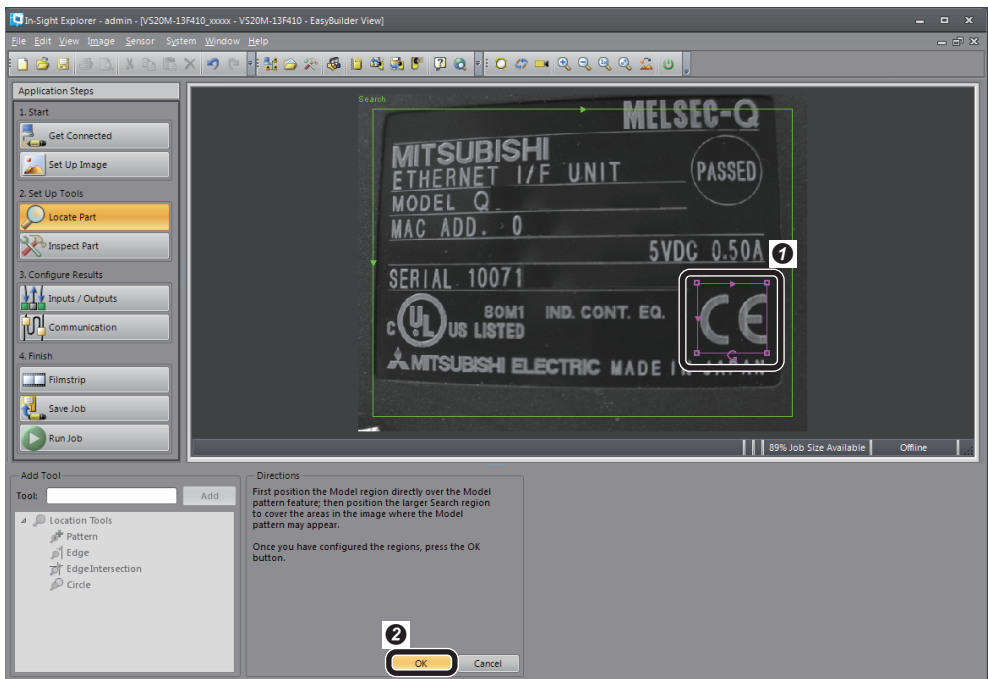 In-Sight Explorer - admin - [VS20M-13F410_xxxxx - VS20M-13F410 - EasyBuilder View]
File Edit View Image Sensor System Window Help
Application Steps
1. Start
Get Connected
Set Up Image
2. Set Up Tools
Locate Part
Inspect Part
3. Configure Results
Inputs / Outputs
Communication
4. Finish
Filmstrip
Save Job
Run Job
Search
MELSEC-Q
MITSUBISHI
ETHERNET I/F UNIT
PASSED
MODEL Q
MAC ADD. 0
5VDC 0.50A
1
SERIAL 10071
C UL US LISTED
80M1 IND. CONT. EQ.
CE
MITSUBISHI ELECTRIC MADE IN JAPAN
89% Job Size Available
Offline
Add Tool
Tool:
Add
Location Tools
Pattern
Edge
EdgeIntersection
Circle
Directions
First position the Model region directly over the Model
pattern feature; then position the larger Search region
to cover the areas in the image where the Model
pattern may appear.
Once you have configured the regions, press the OK
button.
2
OK
Cancel